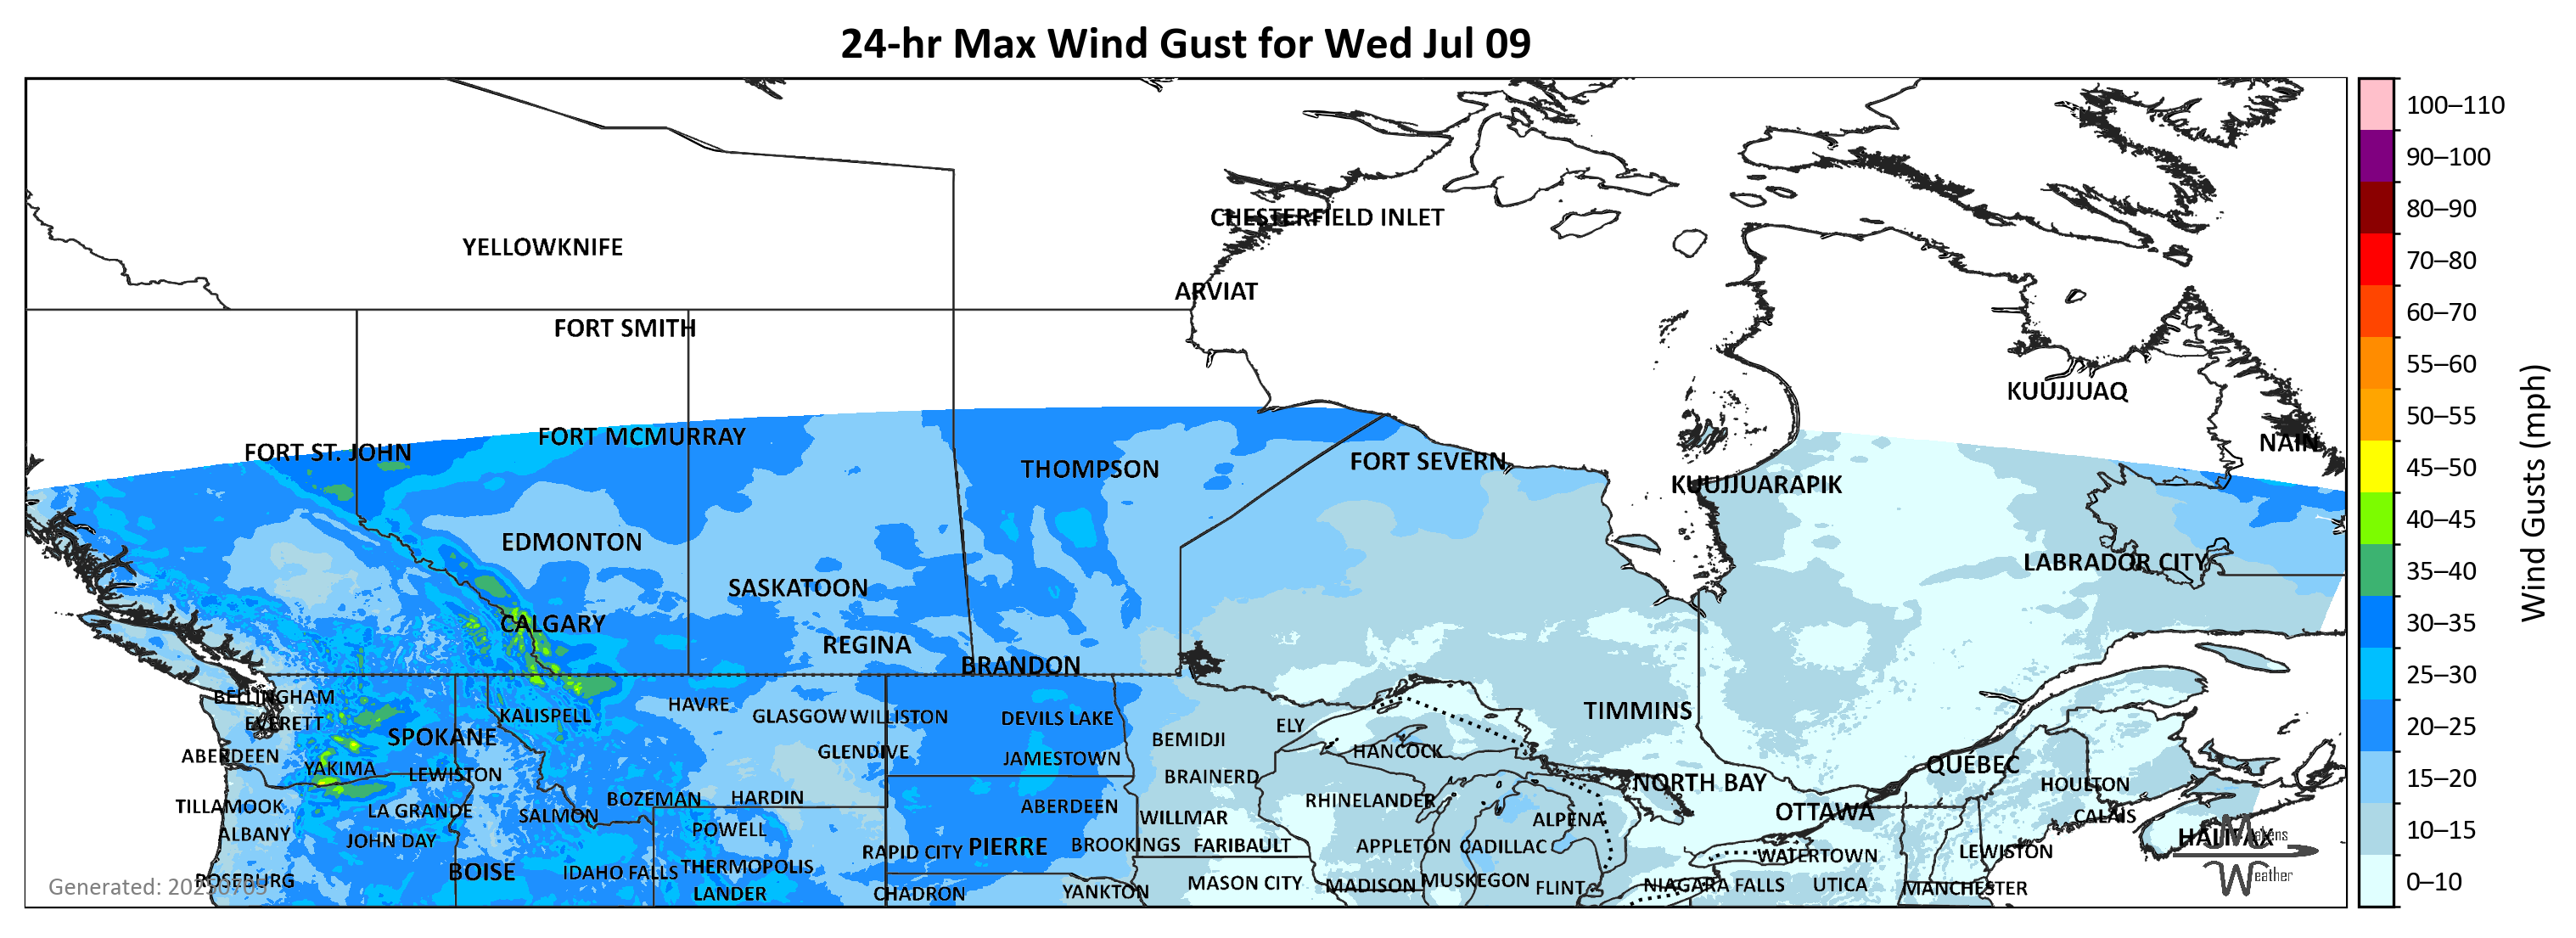 24-hr Max Wind Gust for Wed Jul 09
100–110
90–100
80–90
70–80
60–70
55–60
50–55
45–50
40–45
35–40
30–35
25–30
20–25
15–20
10–15
0–10
Wind Gusts (mph)
CHESTERFIELD INLET
YELLOWKNIFE
ARVIAT
FORT SMITH
KUUJJUAQ
NAIN
FORT MCMURRAY
FORT ST. JOHN
THOMPSON
FORT SEVERN
KUUJJUARAPIK
EDMONTON
LABRADOR CITY
SASKATOON
CALGARY
REGINA
BRANDON
BELLINGHAM
HAVRE
TIMMINS
KALISPELL
GLASGOW
WILLISTON
DEVILS LAKE
EVERETT
ELY
SPOKANE
BEMIDJI
ABERDEEN
GLENDIVE
JAMESTOWN
HANCOCK
YAKIMA
LEWISTON
BRAINERD
QUÉBEC
NORTH BAY
HOULTON
TILLAMOOK
BOZEMAN
HARDIN
ABERDEEN
RHINELANDER
LA GRANDE
SALMON
WILLMAR
ALPENA
OTTAWA
CALAIS
ALBANY
JOHN DAY
POWELL
HALIFAX
Makens
Weather
RAPID CITY
PIERRE
BROOKINGS
FARIBAULT
APPLETON
CADILLAC
WATERTOWN
LEWISTON
BOISE
IDAHO FALLS
THERMOPOLIS
ROSEBURG
LANDER
CHADRON
YANKTON
MASON CITY
MADISON
MUSKEGON
FLINT
NIAGARA FALLS
UTICA
MANCHESTER
Generated: